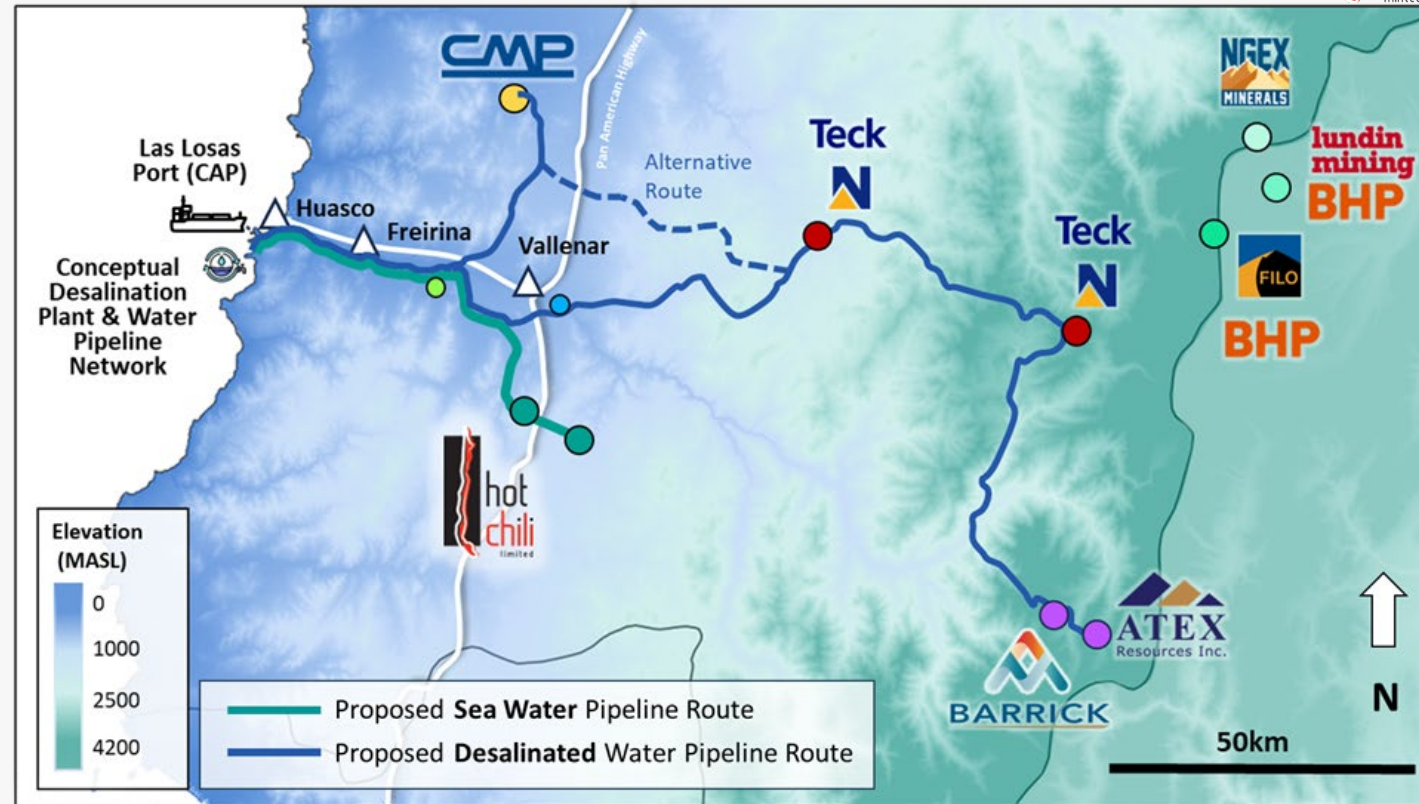 CMP
Pan American Highway
NGEX
MINERALS
lundin
mining
BHP
Las Losas
Port (CAP)
Teck
N
Alternative
Route
Huasco
Freirina
Vallenar
Teck
N
FILO
BHP
Conceptual
Desalination
Plant & Water
Pipeline
Network
hot
chili
limited
Elevation
(MASL)
0
1000
2500
4200
ATEX
Resources Inc.
BARRICK
N
Proposed Sea Water Pipeline Route
Proposed Desalinated Water Pipeline Route
50km